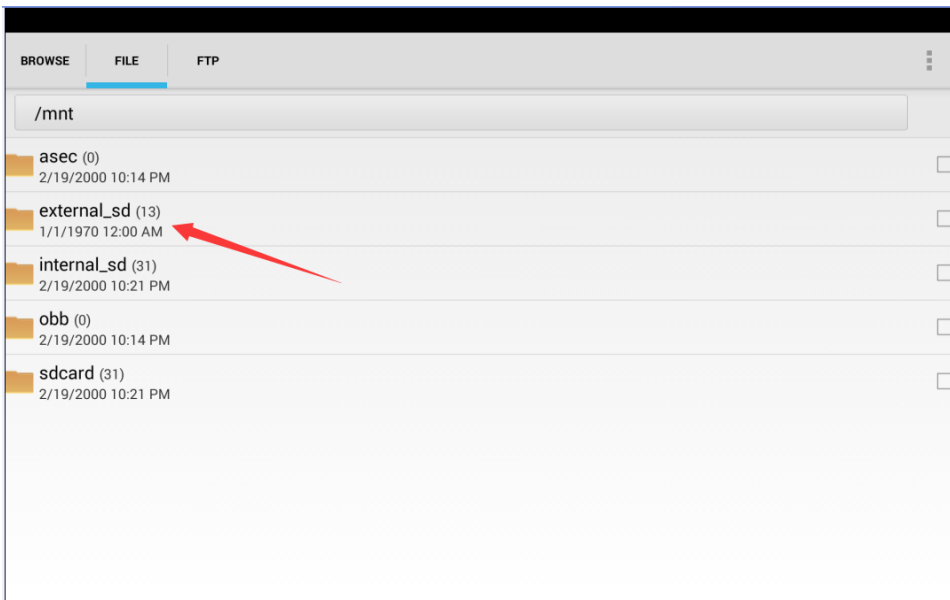 BROWSE FILE FTP
/mnt
asec (0)
2/19/2000 10:14 PM
external_sd (13)
1/1/1970 12:00 AM
internal_sd (31)
2/19/2000 10:21 PM
obb (0)
2/19/2000 10:14 PM
sdcard (31)
2/19/2000 10:21 PM